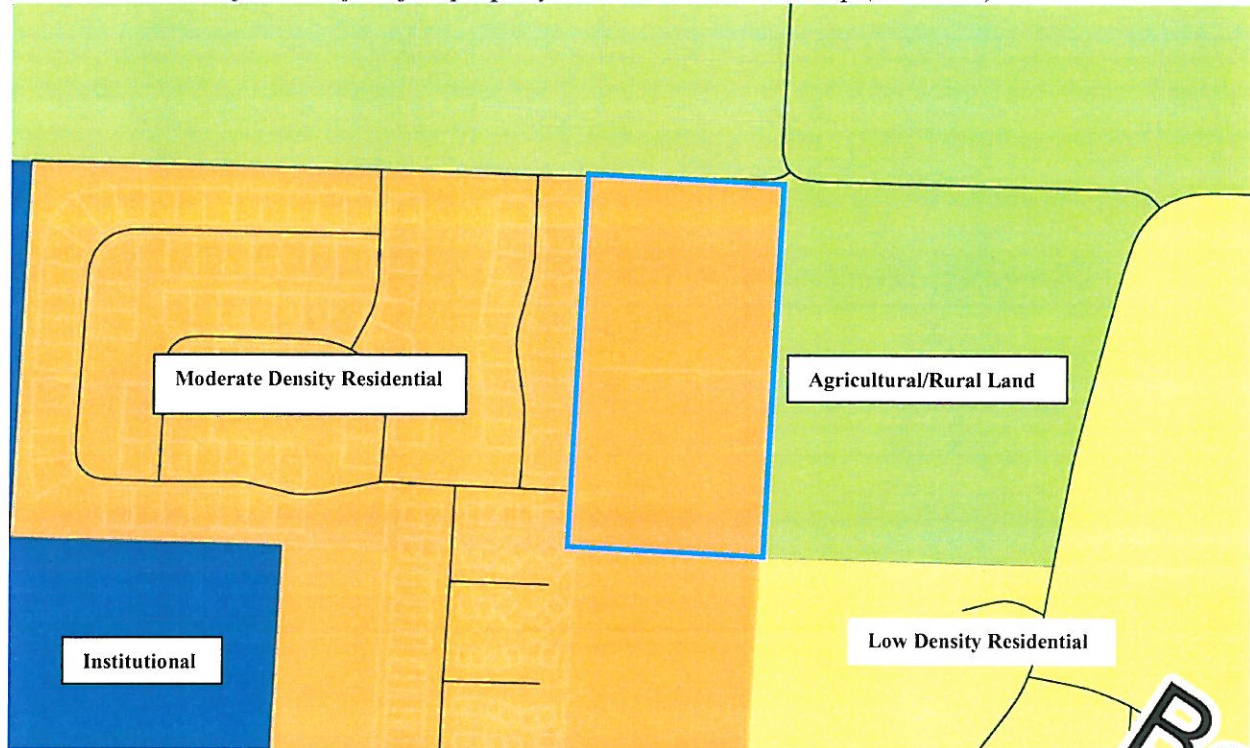 Moderate Density Residential
Agricultural/Rural Land
Low Density Residential
Institutional
R